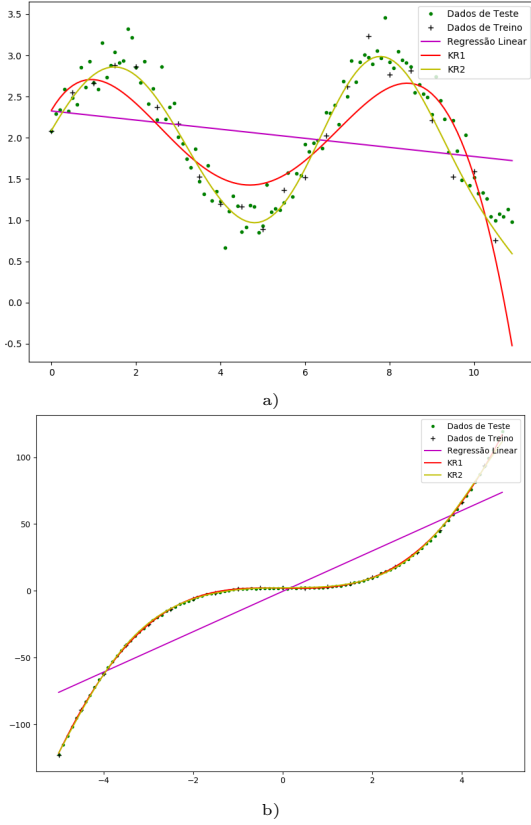 3.5
3.0
2.5
2.0
1.5
1.0
0.5
0.0
-0.5
0
2
4
6
8
10
Dados de Teste
Dados de Treino
Regressão Linear
KR1
KR2
a)
100
50
0
−50
−100
−4
−2
0
2
4
Dados de Teste
Dados de Treino
Regressão Linear
KR1
KR2
b)